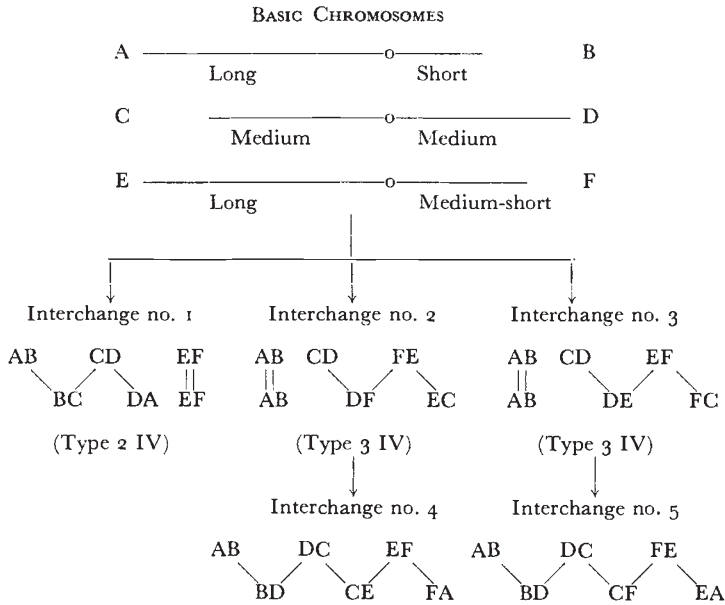 BASIC CHROMOSOMES
A o B
Long Short
C o D
Medium Medium
E o F
Long Medium-short
Interchange no. 1 Interchange no. 2 Interchange no. 3
AB CD EF AB CD FE AB CD EF
BC DA EF AB DF EC AB DE FC
(Type 2 IV) (Type 3 IV) (Type 3 IV)
Interchange no. 4 Interchange no. 5
AB DC EF AB DC FE
BD CE FA BD CF EA